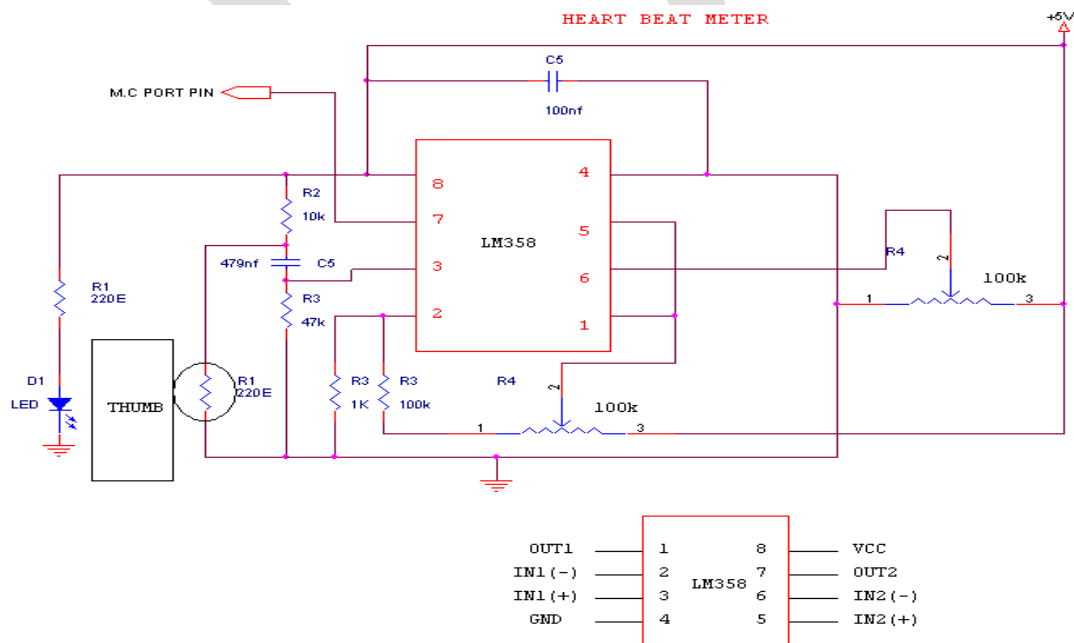 HEART BEAT METER
+5V
C5
100nf
M.C PORT PIN
8
7
3
2
4
5
6
1
LM358
R2
10k
479nf C5
R3
47k
R1
220E
D1
LED
THUMB
R1
220E
R3
1K
R3
100k
R4
2
100k
1
3
R4
2
100k
1
3
OUT1 1 8 VCC
IN1(-) 2 7 OUT2
LM358
IN1(+) 3 6 IN2(-)
GND 4 5 IN2(+)